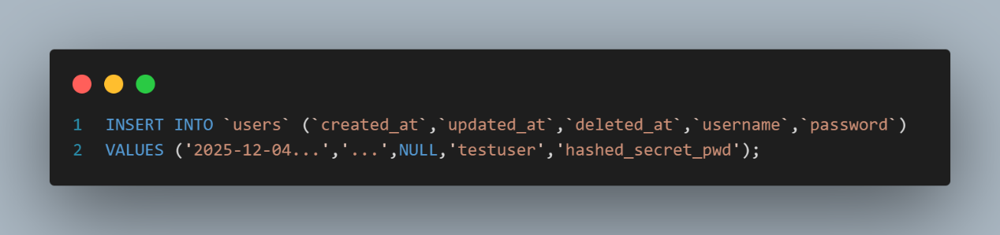 1 INSERT INTO `users` (`created_at`,`updated_at`,`deleted_at`,`username`,`password`)
2 VALUES ('2025-12-04...','...',NULL,'testuser','hashed_secret_pwd');